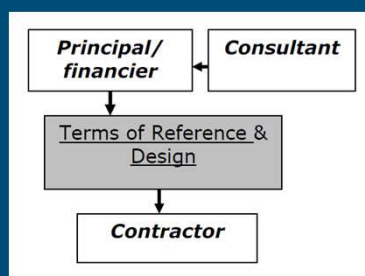 Principal/
financier
Consultant
Terms of Reference &
Design
Contractor